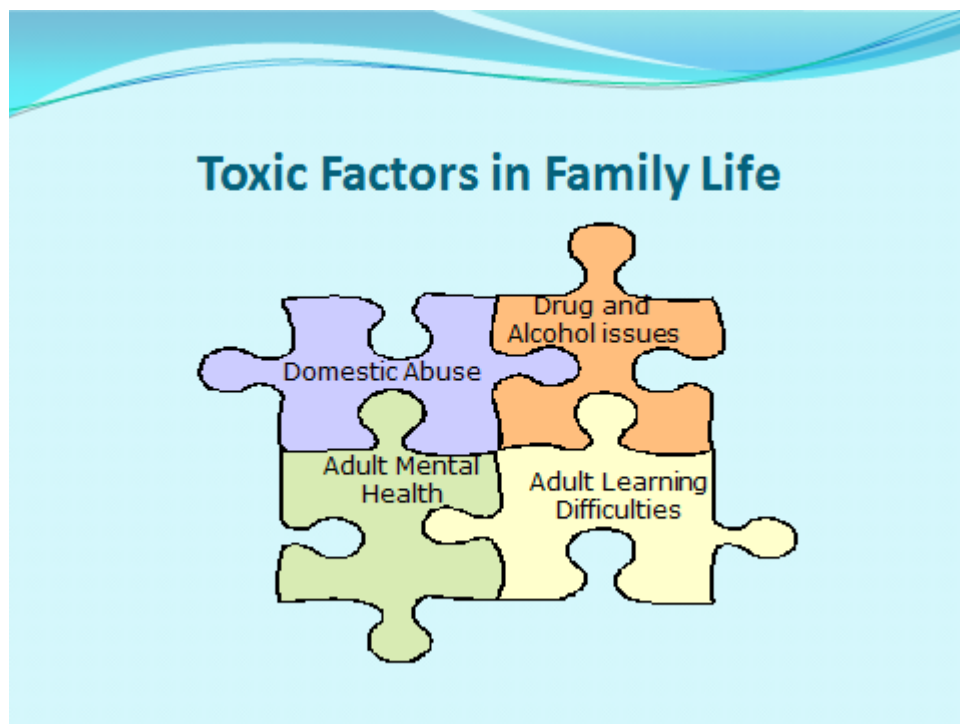 Toxic Factors in Family Life
Drug and
Alcohol issues
Domestic Abuse
Adult Mental
Health
Adult Learning
Difficulties